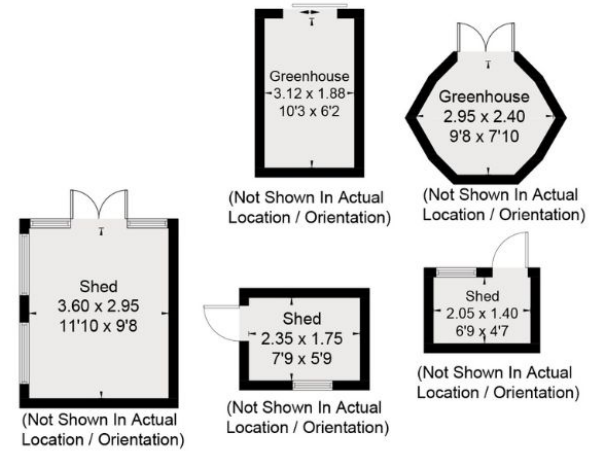 Greenhouse
3.12 x 1.88
10'3 x 6'2
(Not Shown In Actual
Location / Orientation)
Greenhouse
2.95 x 2.40
9'8 x 7'10
(Not Shown In Actual
Location / Orientation)
Shed
3.60 x 2.95
11'10 x 9'8
(Not Shown In Actual
Location / Orientation)
Shed
2.35 x 1.75
7'9 x 5'9
(Not Shown In Actual
Location / Orientation)
Shed
2.05 x 1.40
6'9 x 4'7
(Not Shown In Actual
Location / Orientation)